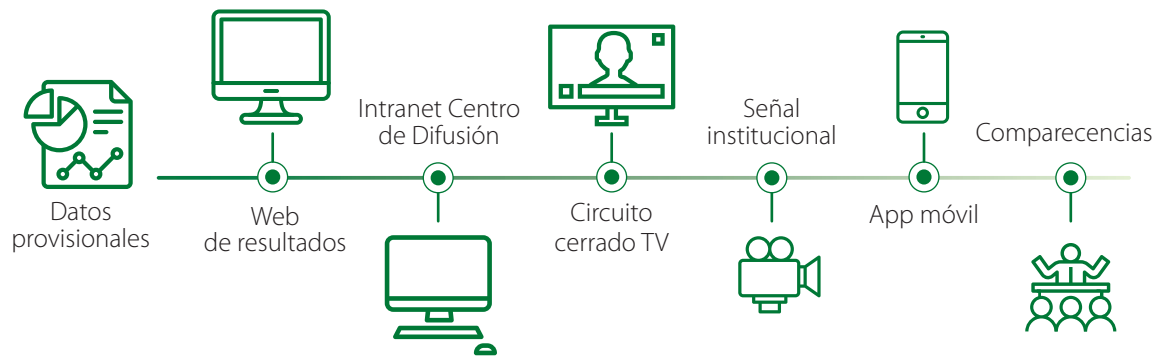 Datos
provisionales
Web
de resultados
Intranet Centro
de Difusión
Circuito
cerrado TV
Señal
institucional
App móvil
Comparecencias